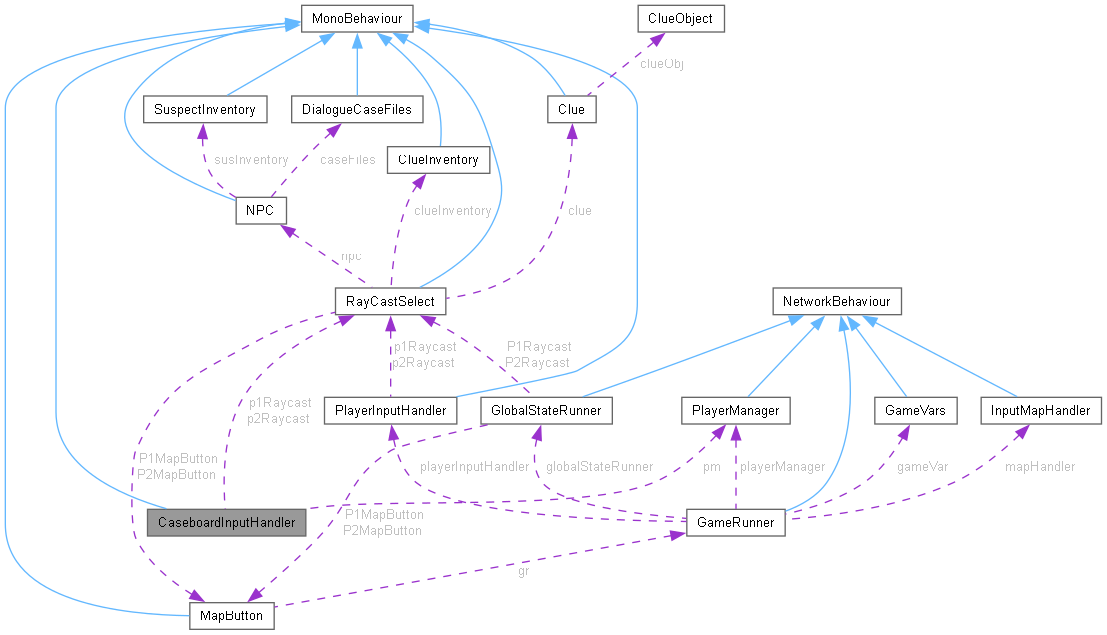 MonoBehaviour
ClueObject
clueObj
SuspectInventory
DialogueCaseFiles
Clue
susInventory
caseFiles
ClueInventory
NPC
clueInventory
clue
npc
RayCastSelect
NetworkBehaviour
p1Raycast
p2Raycast
P1Raycast
P2Raycast
p1Raycast
p2Raycast
PlayerInputHandler
GlobalStateRunner
PlayerManager
GameVars
InputMapHandler
P1MapButton
P2MapButton
playerInputHandler
globalStateRunner
pm
playerManager
gameVar
mapHandler
CaseboardInputHandler
P1MapButton
P2MapButton
GameRunner
gr
MapButton